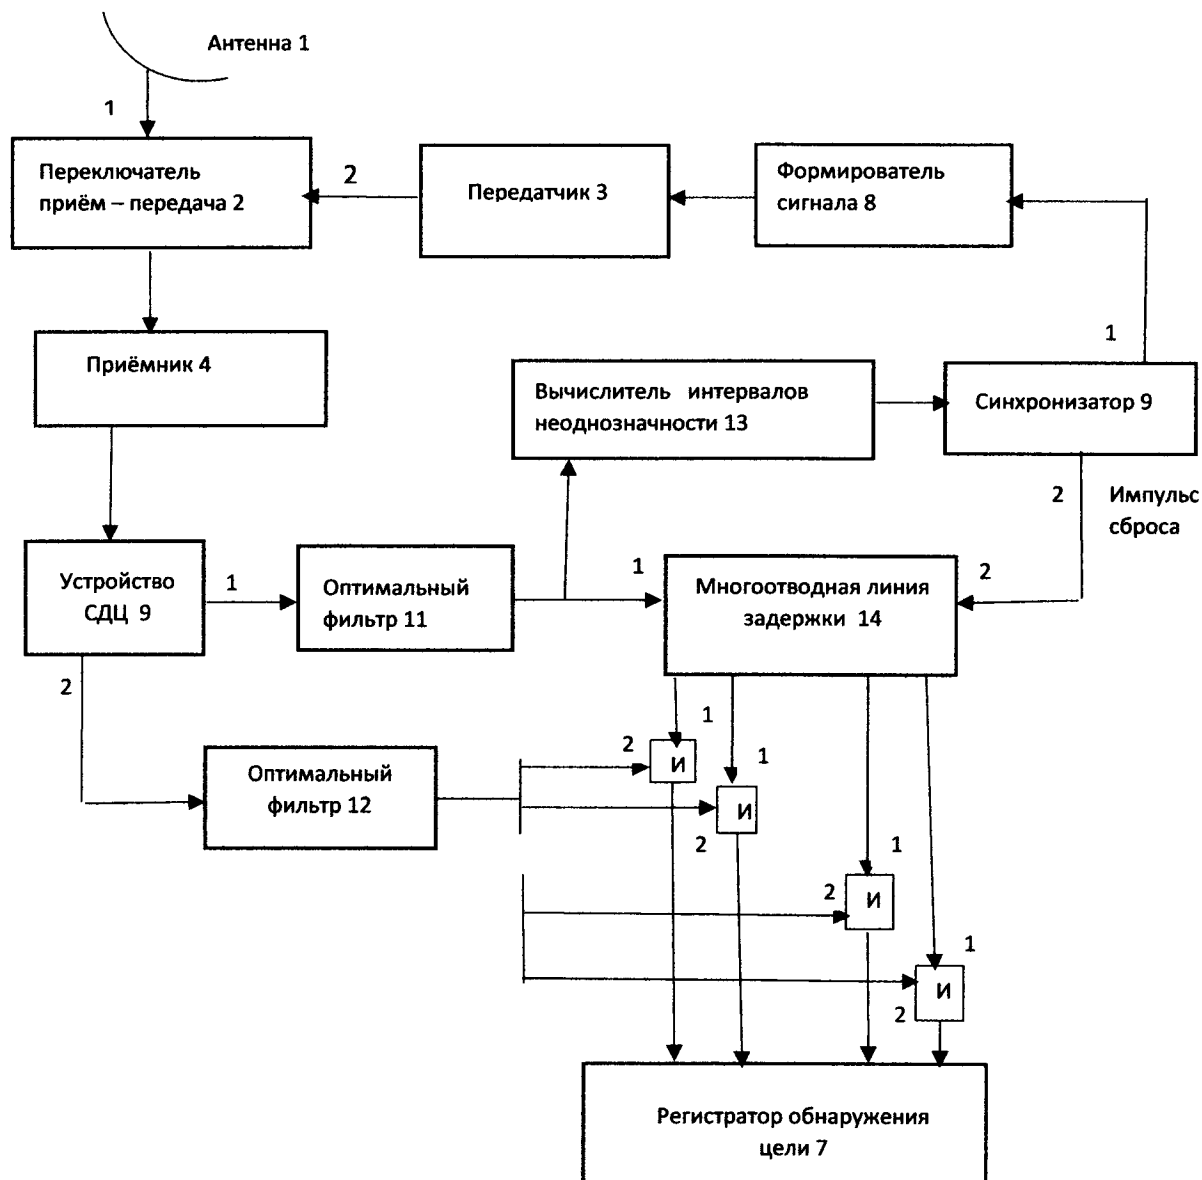 Антенна 1
1
Переключатель
приём – передача 2
2
Передатчик 3
Формирователь
сигнала 8
1
Приёмник 4
Вычислитель интервалов
неоднозначности 13
Синхронизатор 9
2
Импульс
сброса
Устройство
СДЦ 9
1
Оптимальный
фильтр 11
1
Многоотводная линия
задержки 14
2
2
Оптимальный
фильтр 12
1
2
И
1
И
2
1
2
И
1
И
2
Регистратор обнаружения
цели 7